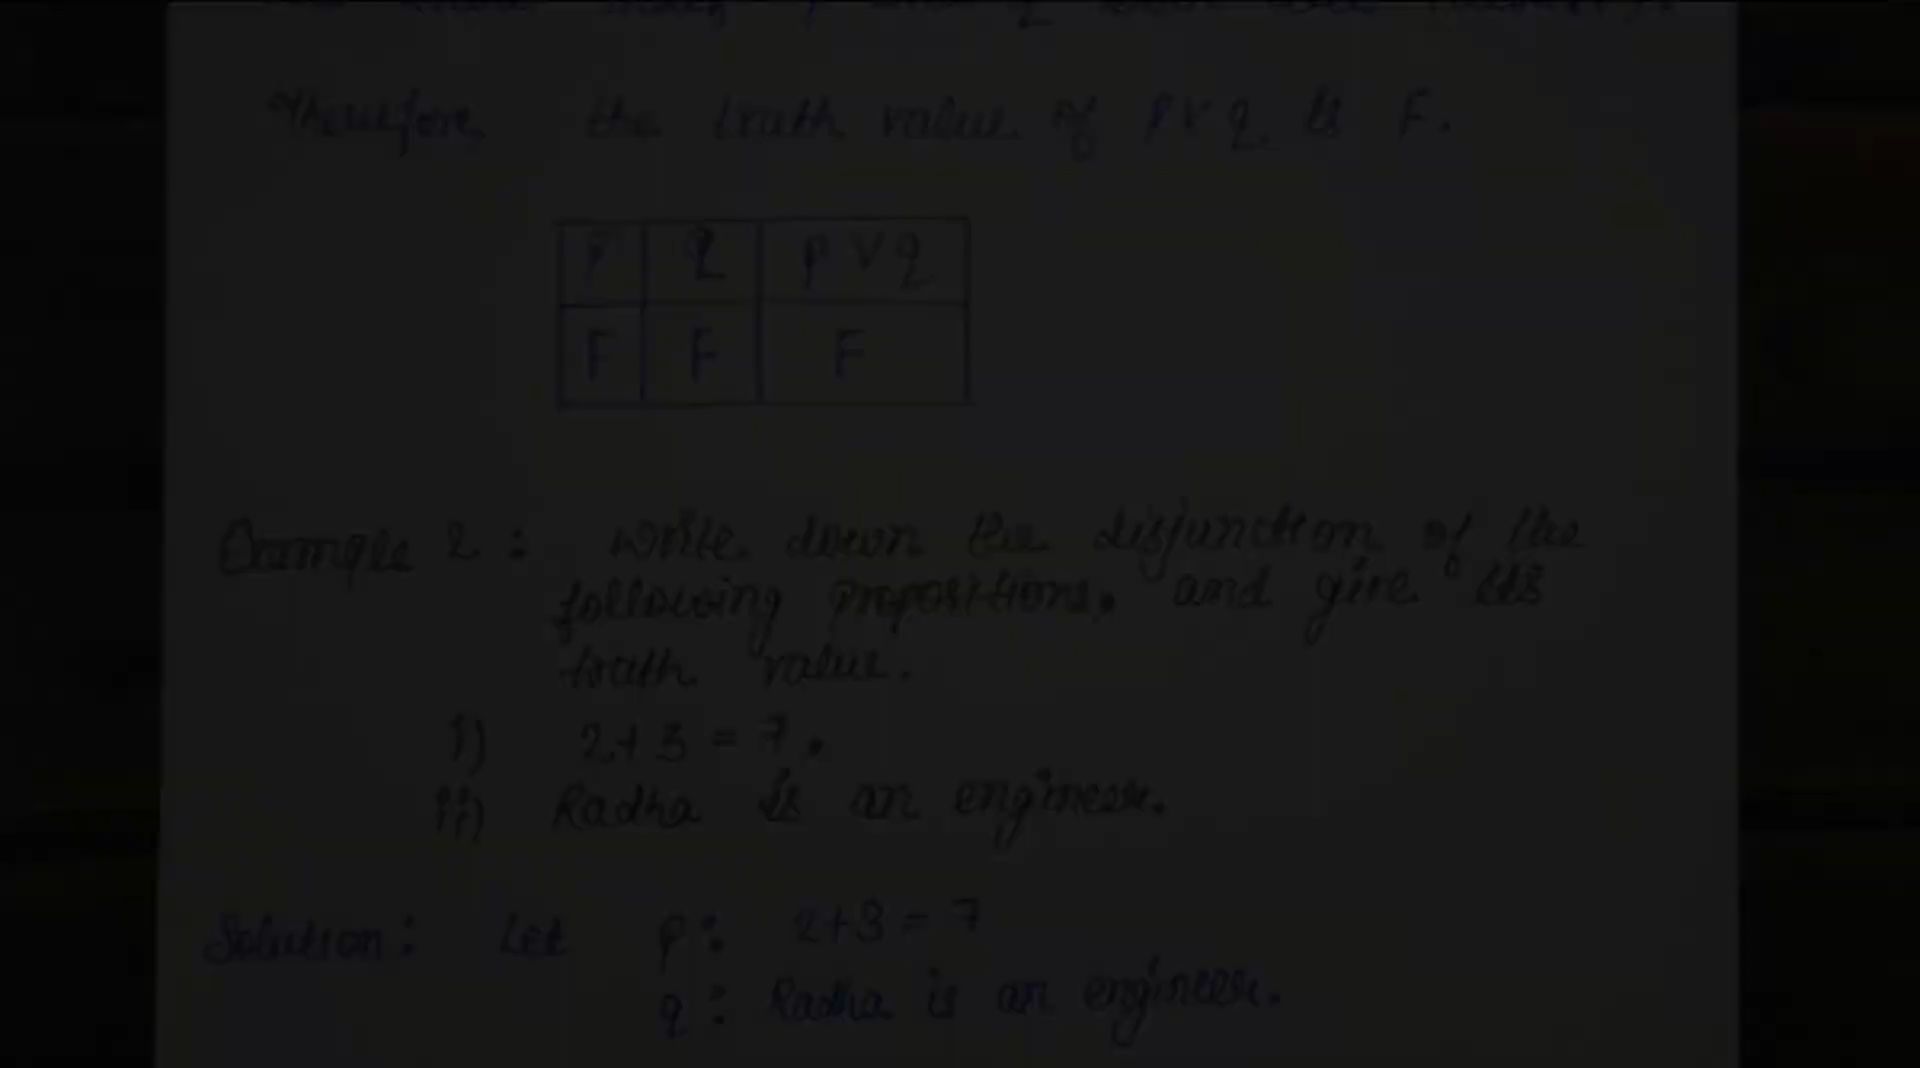 Therefore the truth value of P V q is F.
P q P V q
F F F
Example 2 : Write down the disjunction of the
following propositions, and give its
truth value.
i) 2+3 = 7.
ii) Radha is an engineer.
Solution : Let p : 2+3 = 7
q : Radha is an engineer.